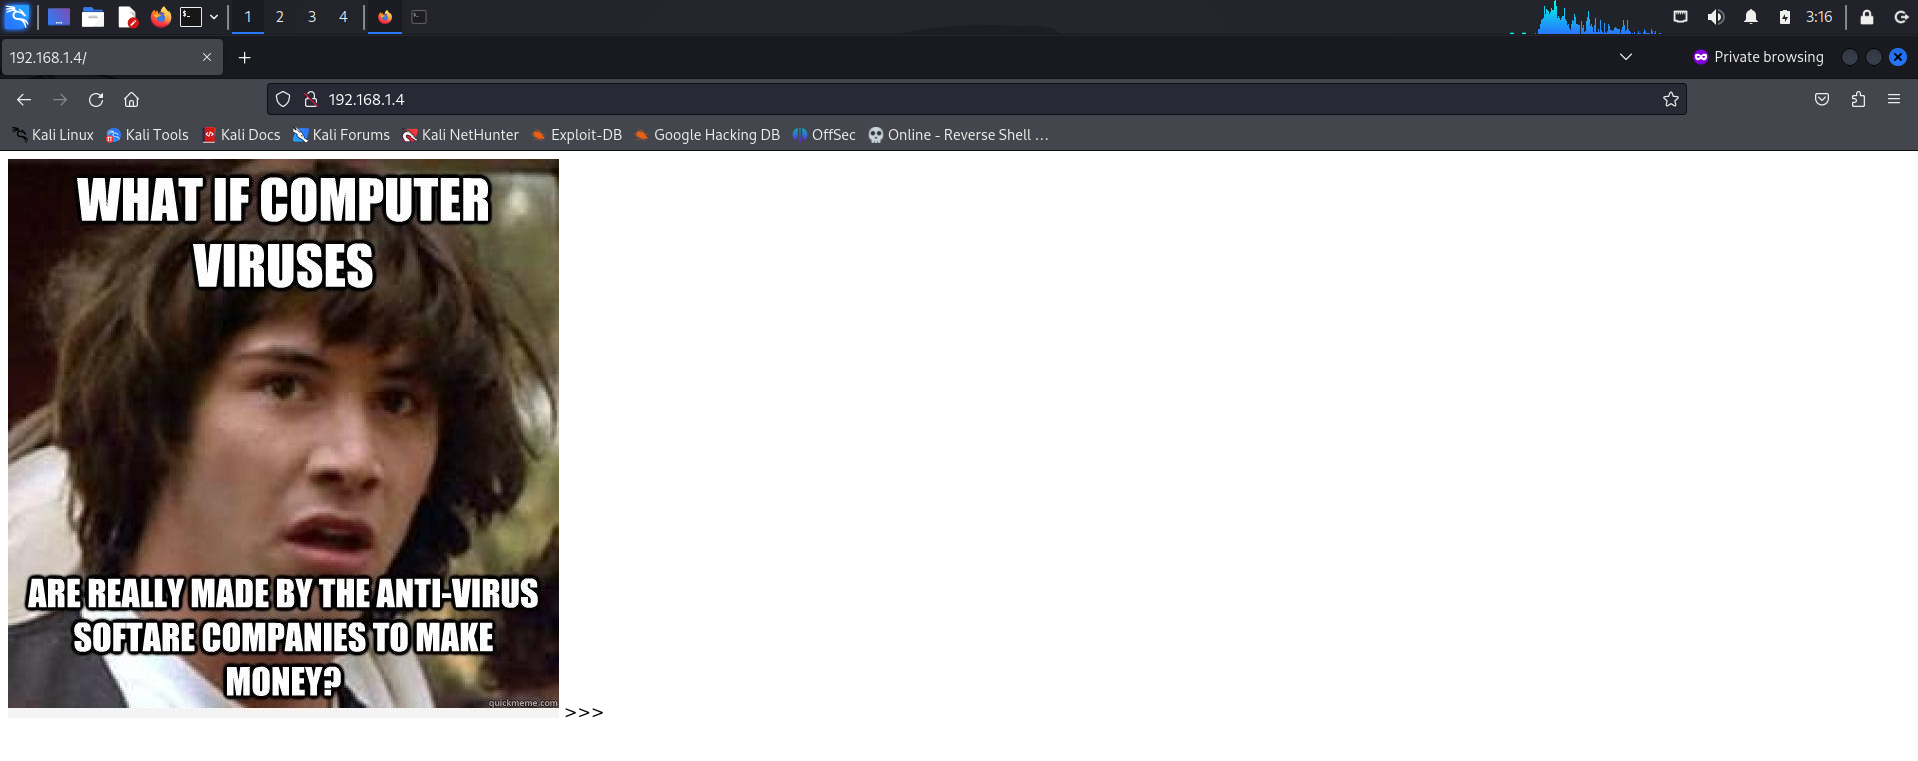 1 2 3 4 3:16
192.168.1.4/ Private browsing
192.168.1.4
Kali Linux Kali Tools Kali Docs Kali Forums Kali NetHunter Exploit-DB Google Hacking DB OffSec Online - Reverse Shell …
WHAT IF COMPUTER
VIRUSES
ARE REALLY MADE BY THE ANTI-VIRUS
SOFTARE COMPANIES TO MAKE
MONEY?
quickmeme.com
>>>